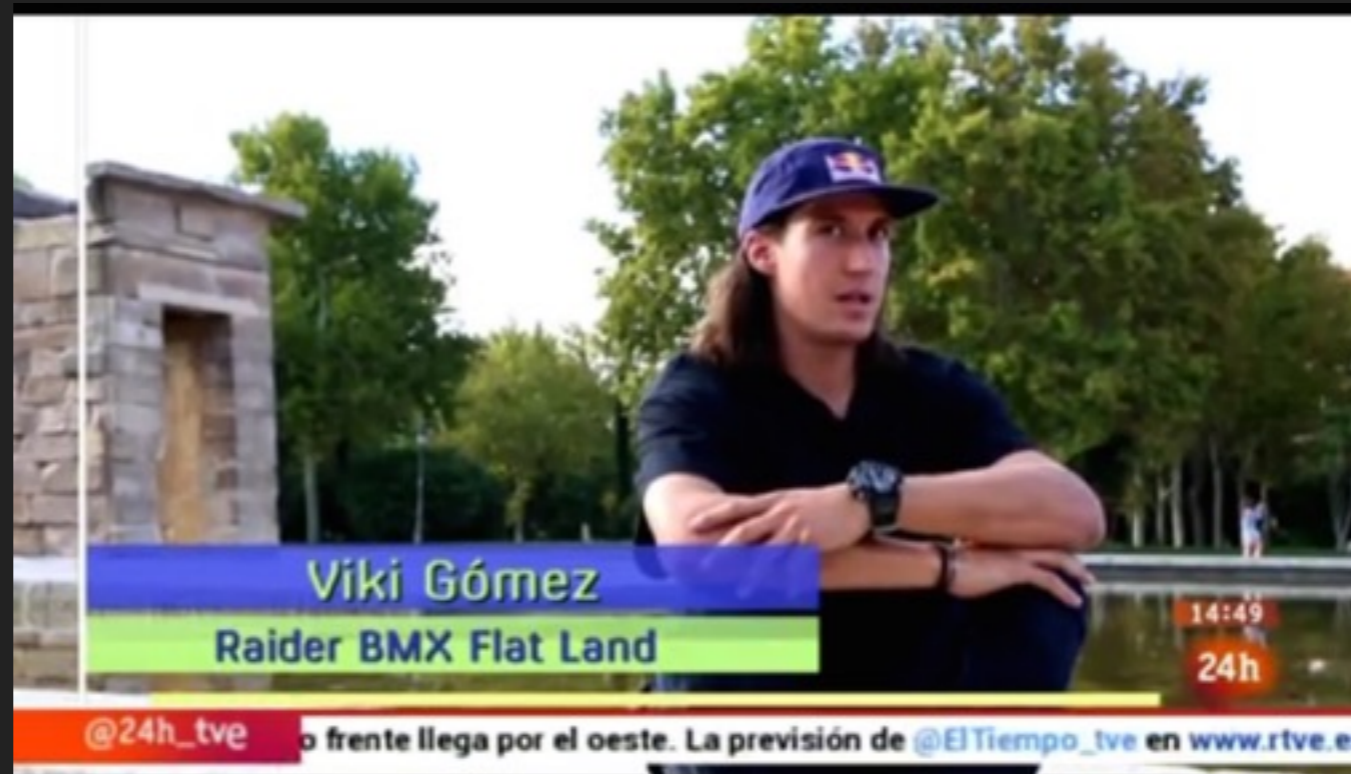 Viki Gómez
Raider BMX Flat Land
14:49
24h
@24h_tve
o frente llega por el oeste. La previsión de @ElTiempo_tve en www.rtve.e